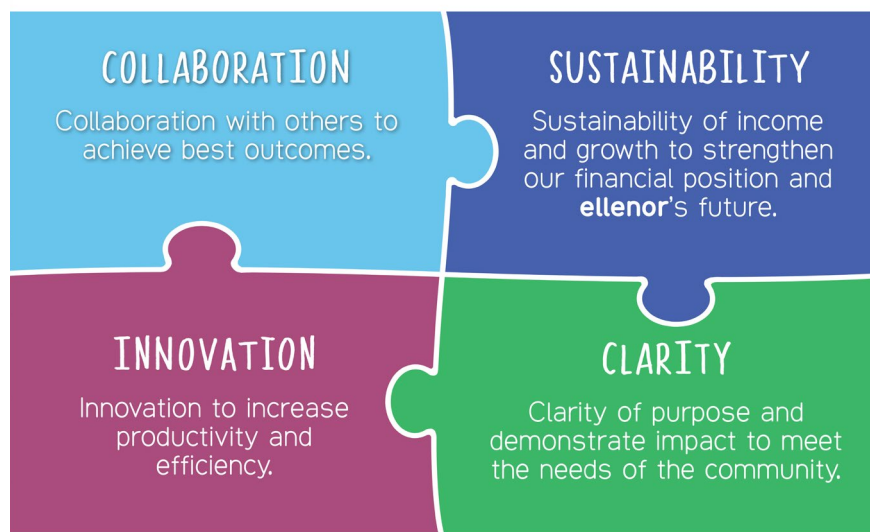 COLLABORATION
Collaboration with others to
achieve best outcomes.
SUSTAINABILITY
Sustainability of income
and growth to strengthen
our financial position and
ellenor's future.
INNOVATION
Innovation to increase
productivity and
efficiency.
CLARITY
Clarity of purpose and
demonstrate impact to meet
the needs of the community.